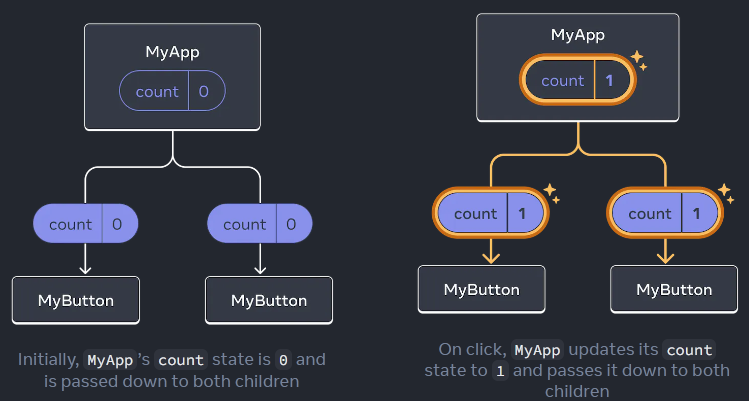 MyApp
count 0
count 0
count 0
MyButton
MyButton
Initially, MyApp's count state is 0 and
is passed down to both children
MyApp
count 1
count 1
count 1
MyButton
MyButton
On click, MyApp updates its count
state to 1 and passes it down to both
children